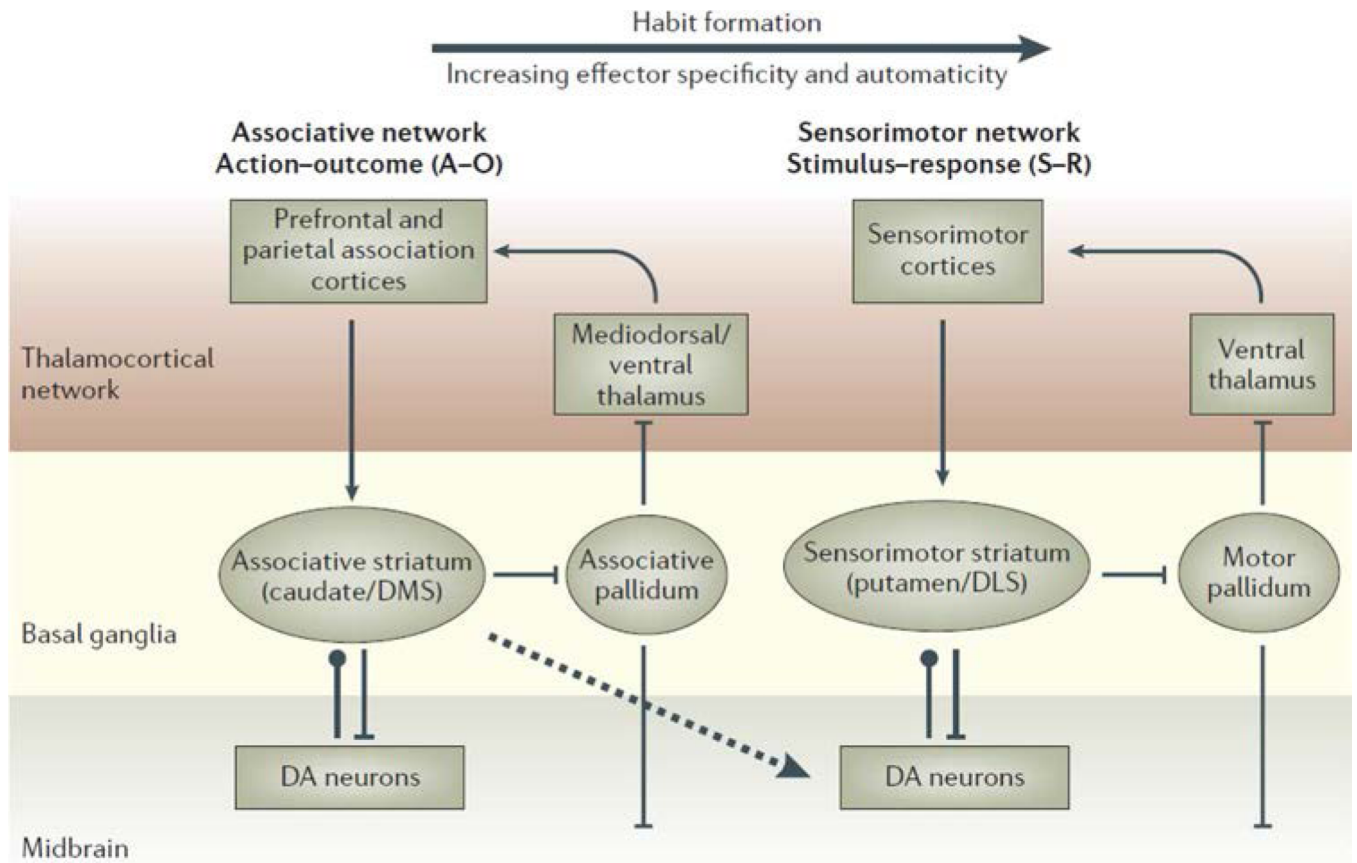 Habit formation
Increasing effector specificity and automaticity
Associative network
Action–outcome (A–O)
Sensorimotor network
Stimulus–response (S–R)
Prefrontal and
parietal association
cortices
Sensorimotor
cortices
Thalamocortical
network
Mediodorsal/
ventral
thalamus
Ventral
thalamus
Associative striatum
(caudate/DMS)
Associative
pallidum
Sensorimotor striatum
(putamen/DLS)
Motor
pallidum
Basal ganglia
DA neurons
DA neurons
Midbrain